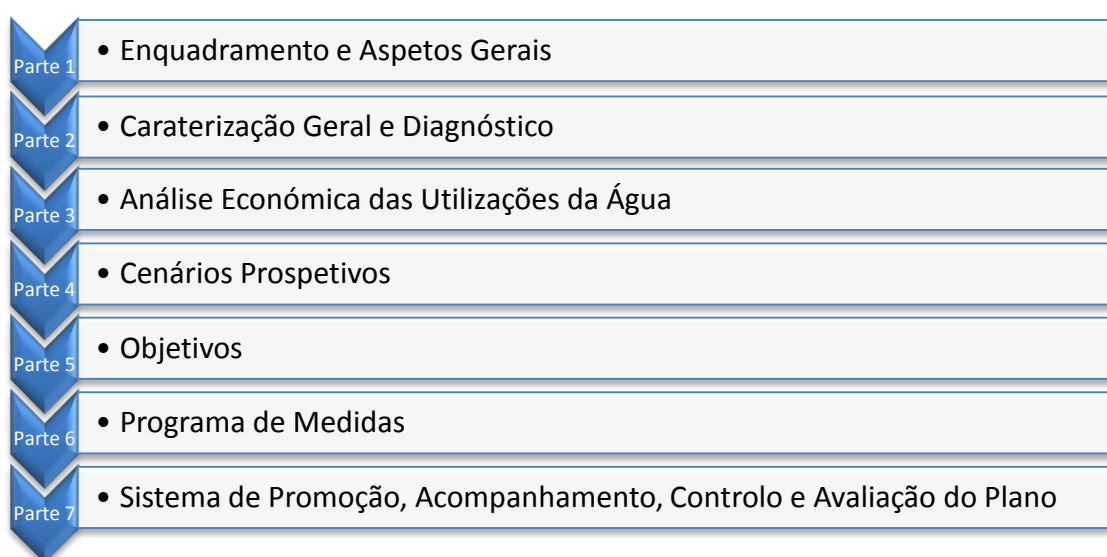 Parte 1 • Enquadramento e Aspetos Gerais
Parte 2 • Caraterização Geral e Diagnóstico
Parte 3 • Análise Económica das Utilizações da Água
Parte 4 • Cenários Prospetivos
Parte 5 • Objetivos
Parte 6 • Programa de Medidas
Parte 7 • Sistema de Promoção, Acompanhamento, Controlo e Avaliação do Plano